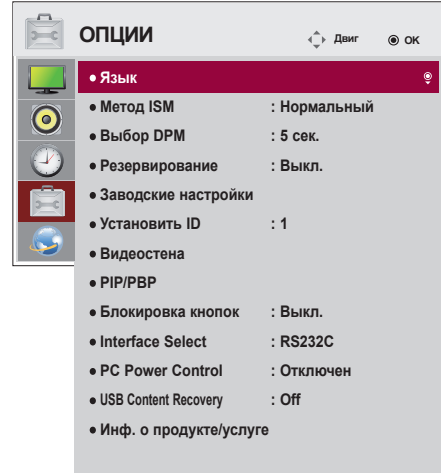 ОПЦИИ Двиг ОК
• Язык
• Метод ISM : Нормальный
• Выбор DPM : 5 сек.
• Резервирование : Выкл.
• Заводские настройки
• Установить ID : 1
• Видеостена
• PIP/PBP
• Блокировка кнопок : Выкл.
• Interface Select : RS232C
• PC Power Control : Отключен
• USB Content Recovery : Off
• Инф. о продукте/услуге